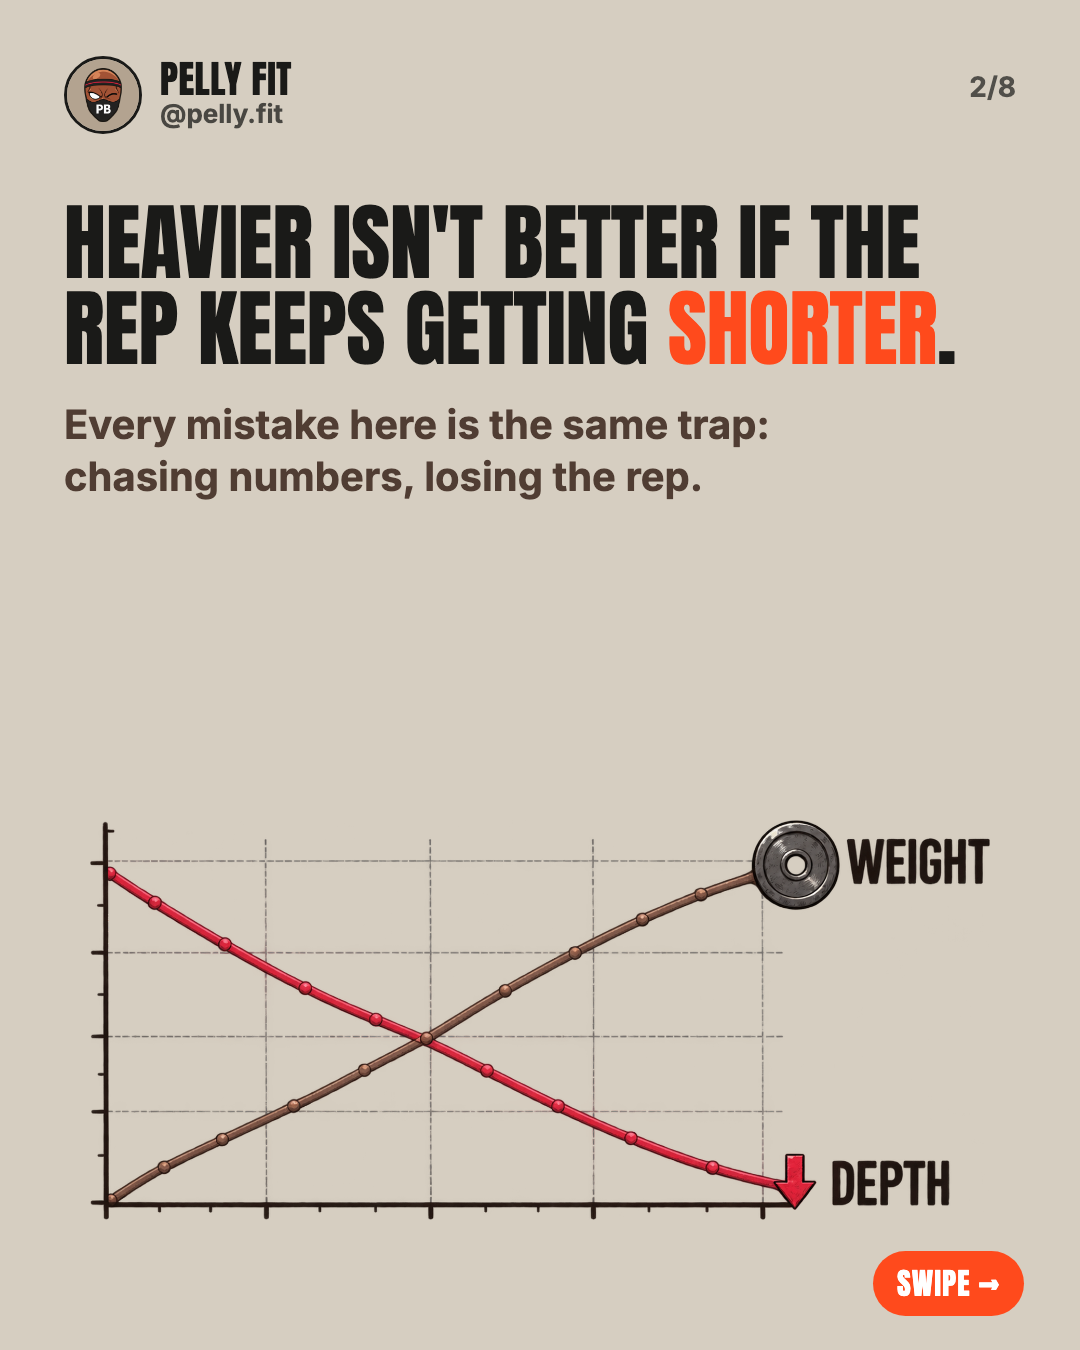 PELLY FIT
@pelly.fit
PB
2/8
HEAVIER ISN'T BETTER IF THE
REP KEEPS GETTING SHORTER.
Every mistake here is the same trap:
chasing numbers, losing the rep.
WEIGHT
DEPTH
SWIPE →